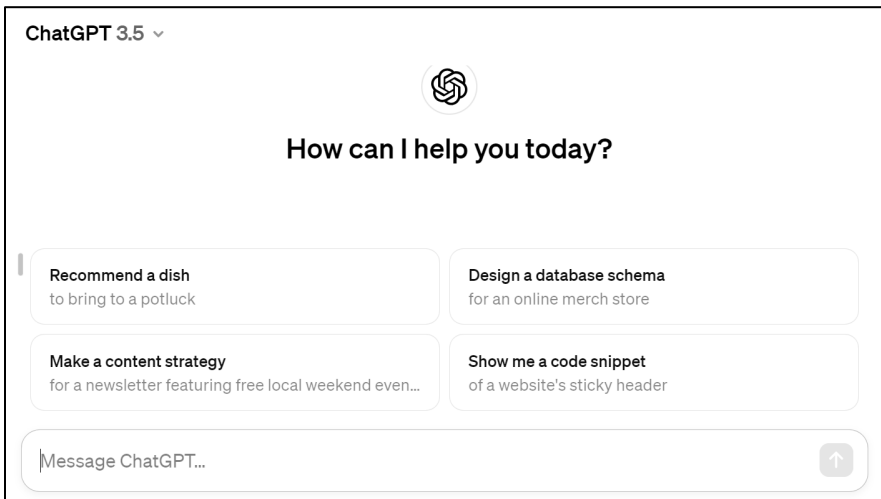 ChatGPT 3.5
How can I help you today?
Recommend a dish
to bring to a potluck
Design a database schema
for an online merch store
Make a content strategy
for a newsletter featuring free local weekend even...
Show me a code snippet
of a website's sticky header
Message ChatGPT...